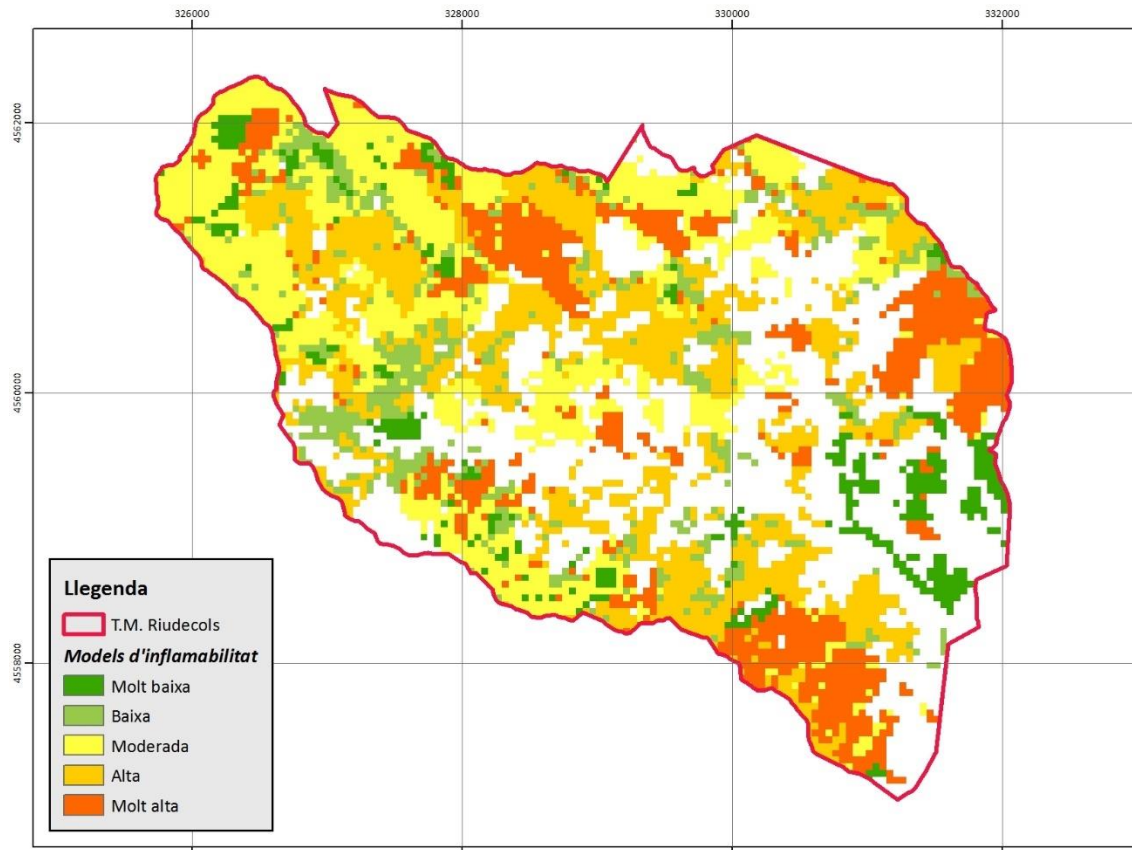 326000
328000
330000
332000
4562000
4560000
4558000
Llegenda
T.M. Riudecols
Models d'inflamabilitat
Molt baixa
Baixa
Moderada
Alta
Molt alta